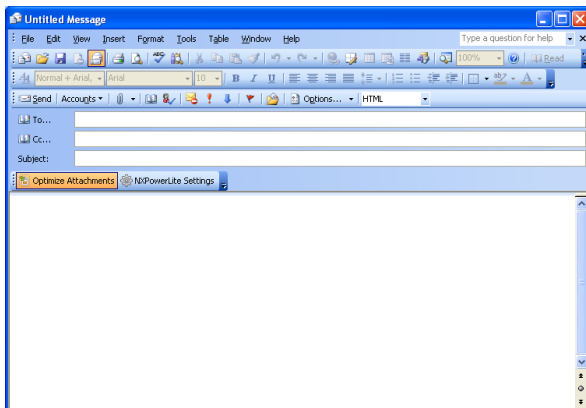 Untitled Message
File Edit View Insert Format Tools Table Window Help Type a question for help
100% Read
Normal + Arial, Arial 10 B I U A
Send Accounts Options... HTML
To...
Cc...
Subject:
Optimize Attachments NXPowerLite Settings